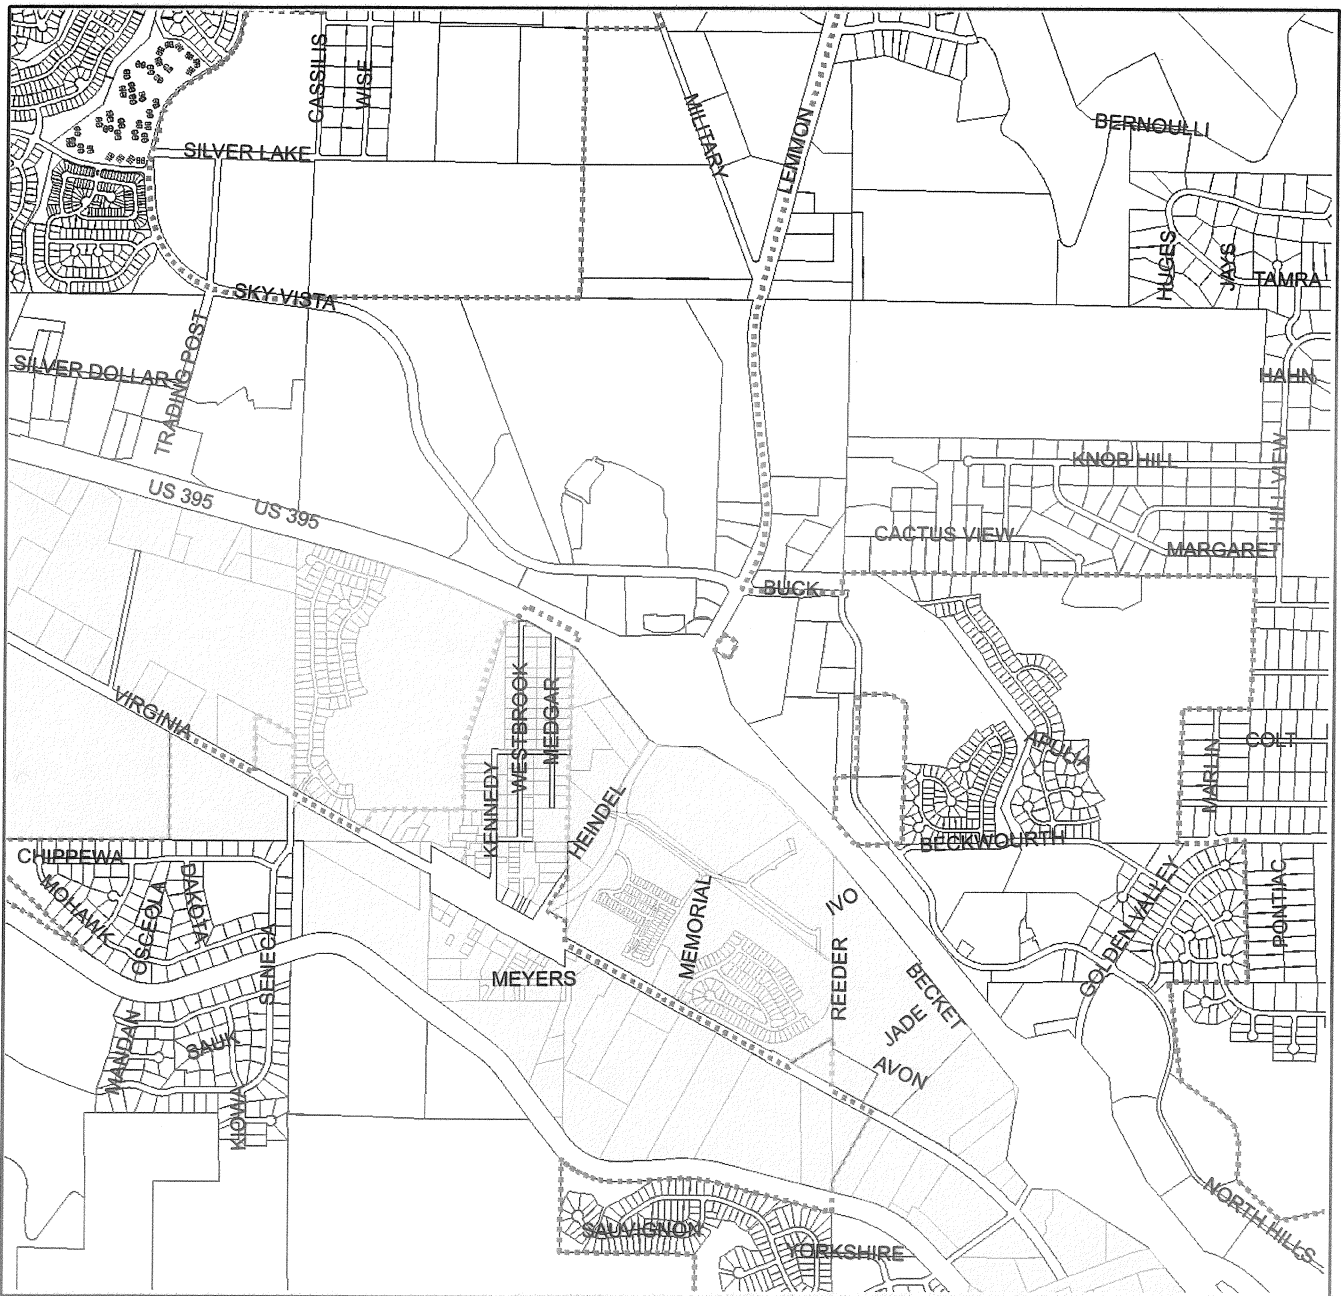 CASSILIS
WISE
MILITARY
LEMMON
BERNOULLI
SILVER LAKE
HUGES
JAYS
TAMRA
SKY VISTA
TRADING POST
SILVER DOLLAR
HAHN
KNOB HILL
HILL VIEW
US 395
US 395
CACTUS VIEW
MARGARET
BUCK
VIRGINIA
WESTBROOK
MEDGAR
KENNEDY
HEINDEL
APULIA
MARLIN
COLT
BECKWOURTH
CHIPPEWA
MOHAWK
OSCEOLA
DAKOTA
SENECA
MEMORIAL
IVO
GOLDEN VALLEY
PONTIAC
MEYERS
REEDER
BECKET
JADE
AVON
MANDAN
SAUK
KIOWA
SAUVIGNON
YORKSHIRE
NORTH HILLS